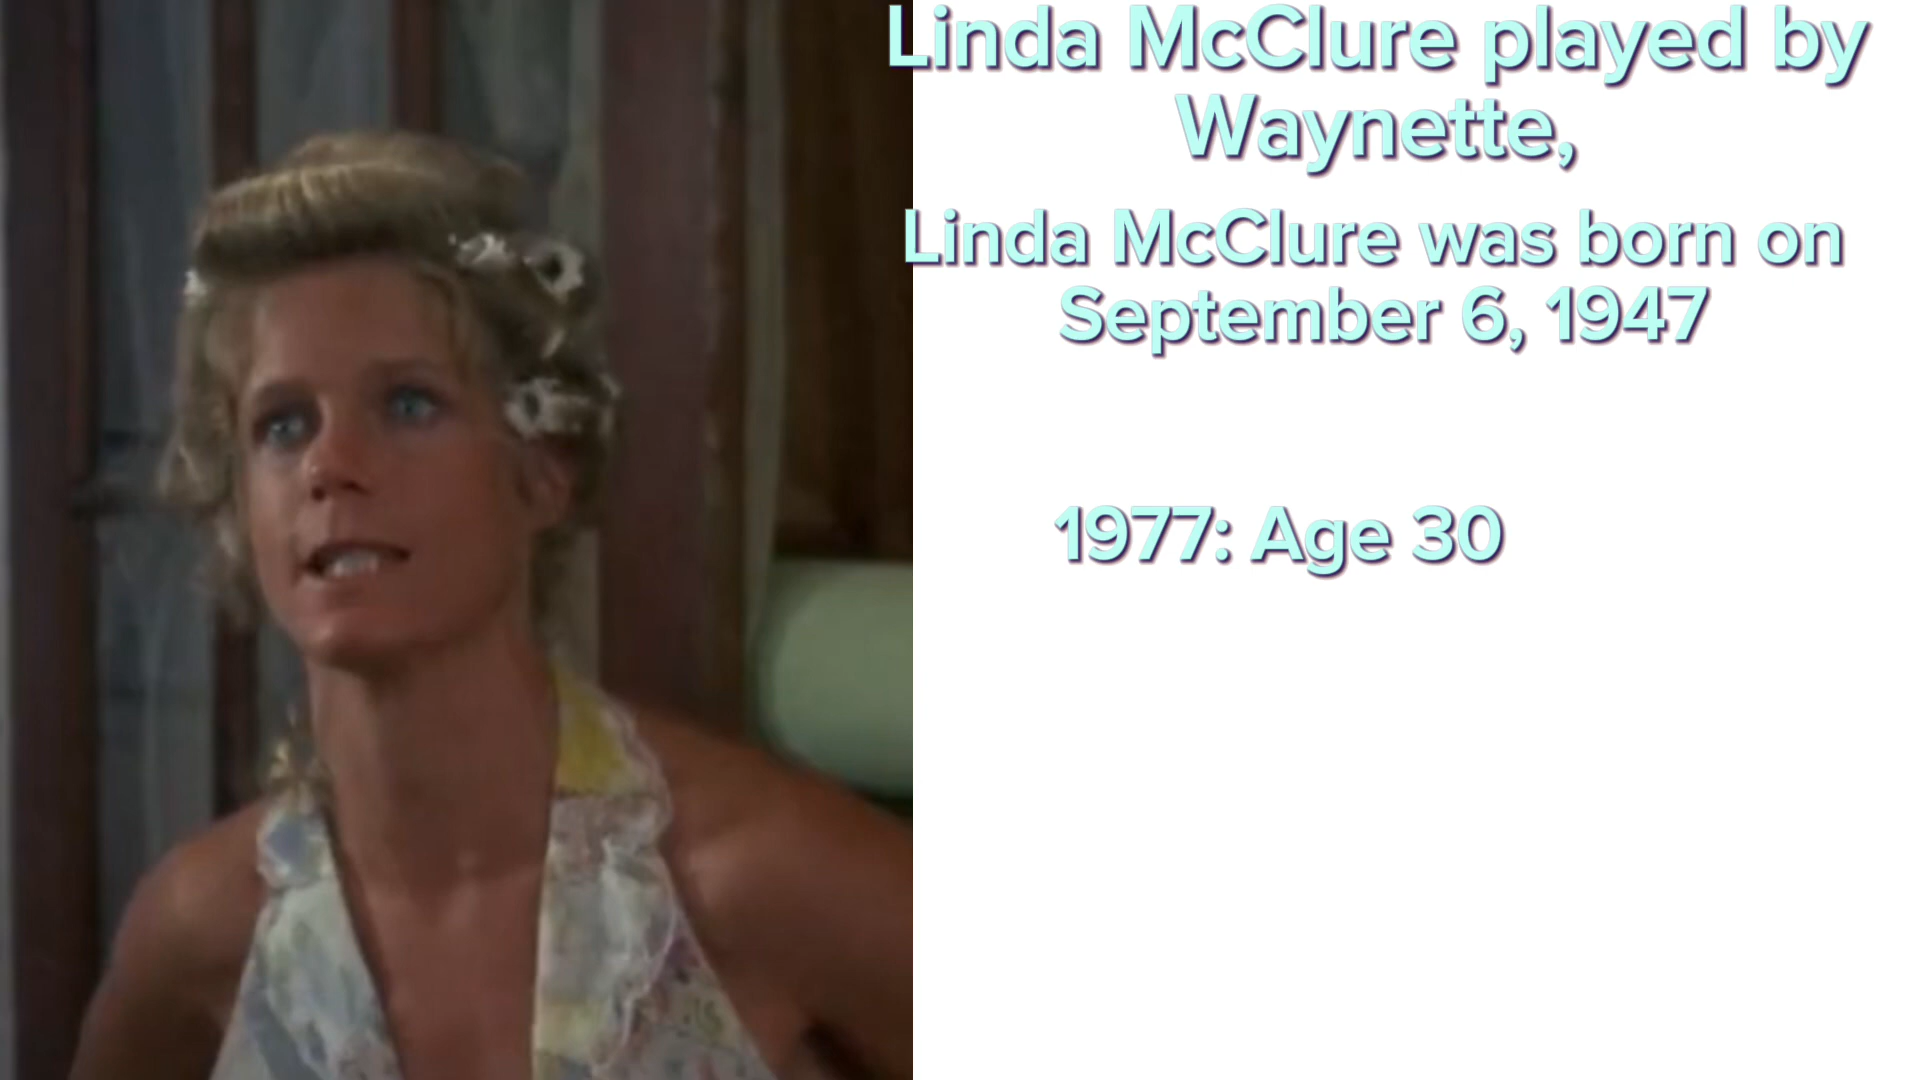 Linda McClure played by
Waynette,
Linda McClure was born on
September 6, 1947
1977: Age 30